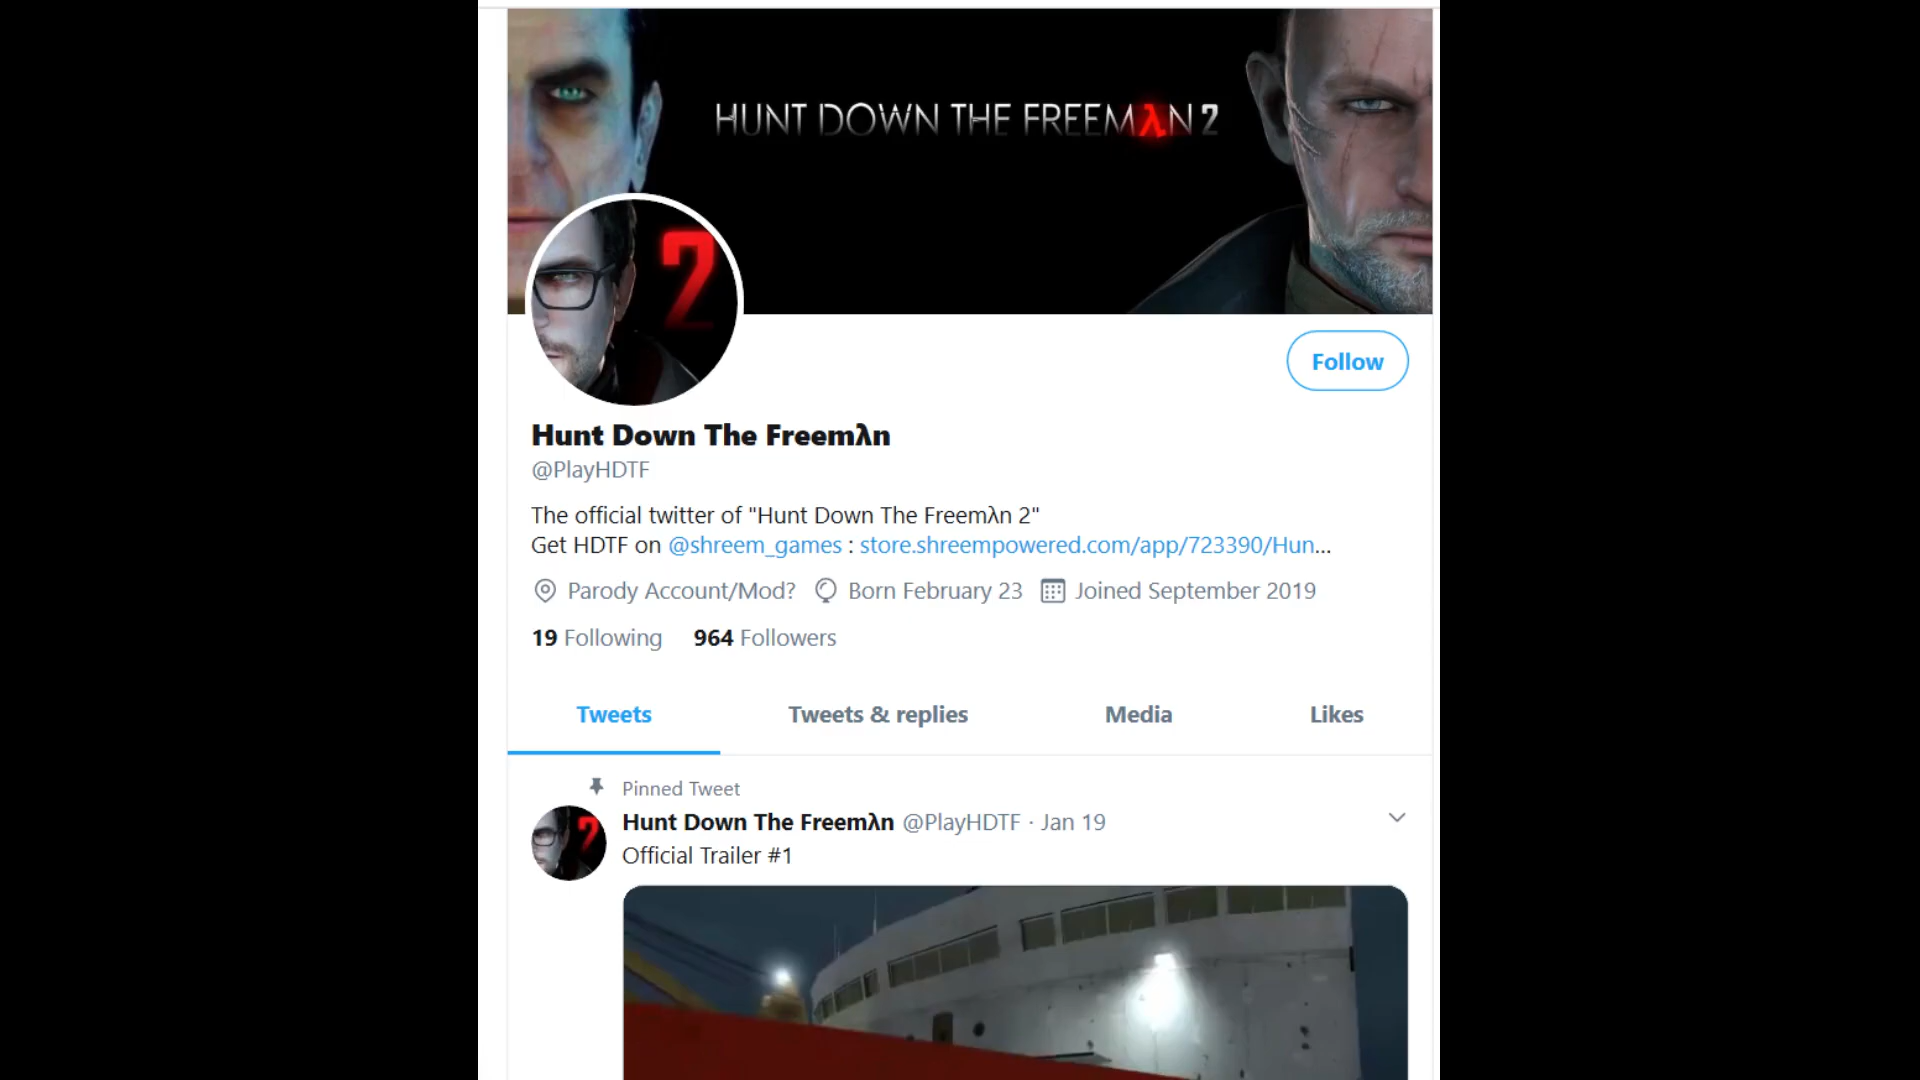 HUNT DOWN THE FREEMλN 2
2
Follow
Hunt Down The Freemλn
@PlayHDTF
The official twitter of "Hunt Down The Freemλn 2"
Get HDTF on @shreem_games : store.shreempowered.com/app/723390/Hun...
Parody Account/Mod? Born February 23 Joined September 2019
19 Following 964 Followers
Tweets Tweets & replies Media Likes
Pinned Tweet
Hunt Down The Freemλn @PlayHDTF · Jan 19
2
Official Trailer #1